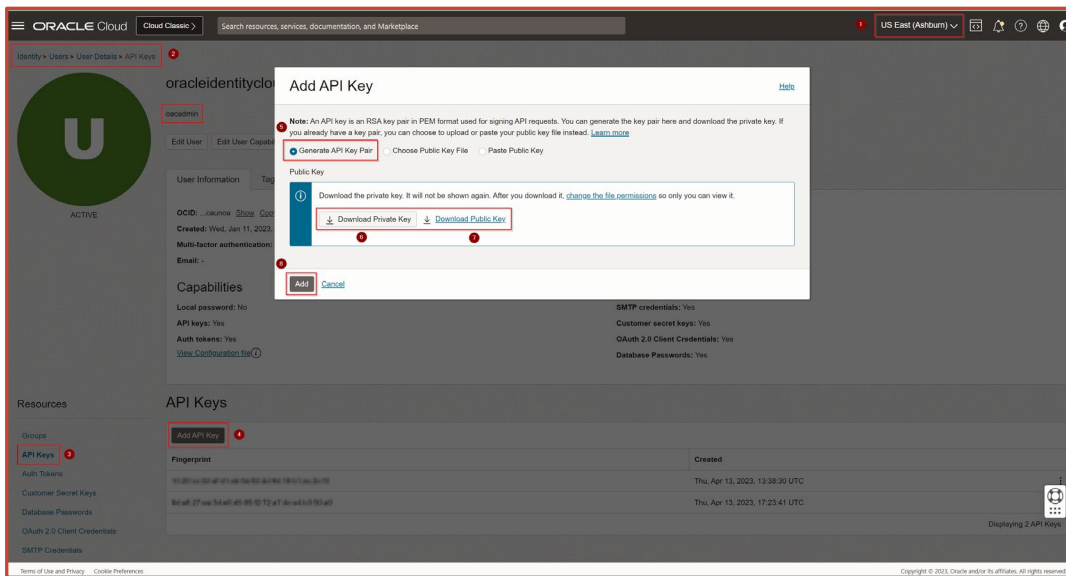 ORACLE Cloud
Cloud Classic >
Search resources, services, documentation, and Marketplace
1
US East (Ashburn)
Identity » Users » User Details » API Keys
2
oracleidentityclou
oacadmin
U
ACTIVE
Edit User
Edit User Capabil
User Information
Tag
OCID: ...oaunoa Show Cop
Created: Wed, Jan 11, 2023,
Multi-factor authentication:
Email: -
Capabilities
Local password: No
API keys: Yes
Auth tokens: Yes
View Configuration file
SMTP credentials: Yes
Customer secret keys: Yes
OAuth 2.0 Client Credentials: Yes
Database Passwords: Yes
Add API Key
Help
5
Note: An API key is an RSA key pair in PEM format used for signing API requests. You can generate the key pair here and download the private key. If
you already have a key pair, you can choose to upload or paste your public key file instead. Learn more
Generate API Key Pair
Choose Public Key File
Paste Public Key
Public Key
Download the private key. It will not be shown again. After you download it, change the file permissions so only you can view it.
Download Private Key
Download Public Key
6
7
8
Add
Cancel
Resources
Groups
API Keys
3
Auth Tokens
Customer Secret Keys
Database Passwords
OAuth 2.0 Client Credentials
SMTP Credentials
API Keys
Add API Key
4
Fingerprint
Created
Thu, Apr 13, 2023, 13:38:30 UTC
Thu, Apr 13, 2023, 17:23:41 UTC
Displaying 2 API Keys
Terms of Use and Privacy
Cookie Preferences
Copyright © 2023, Oracle and/or its affiliates. All rights reserved